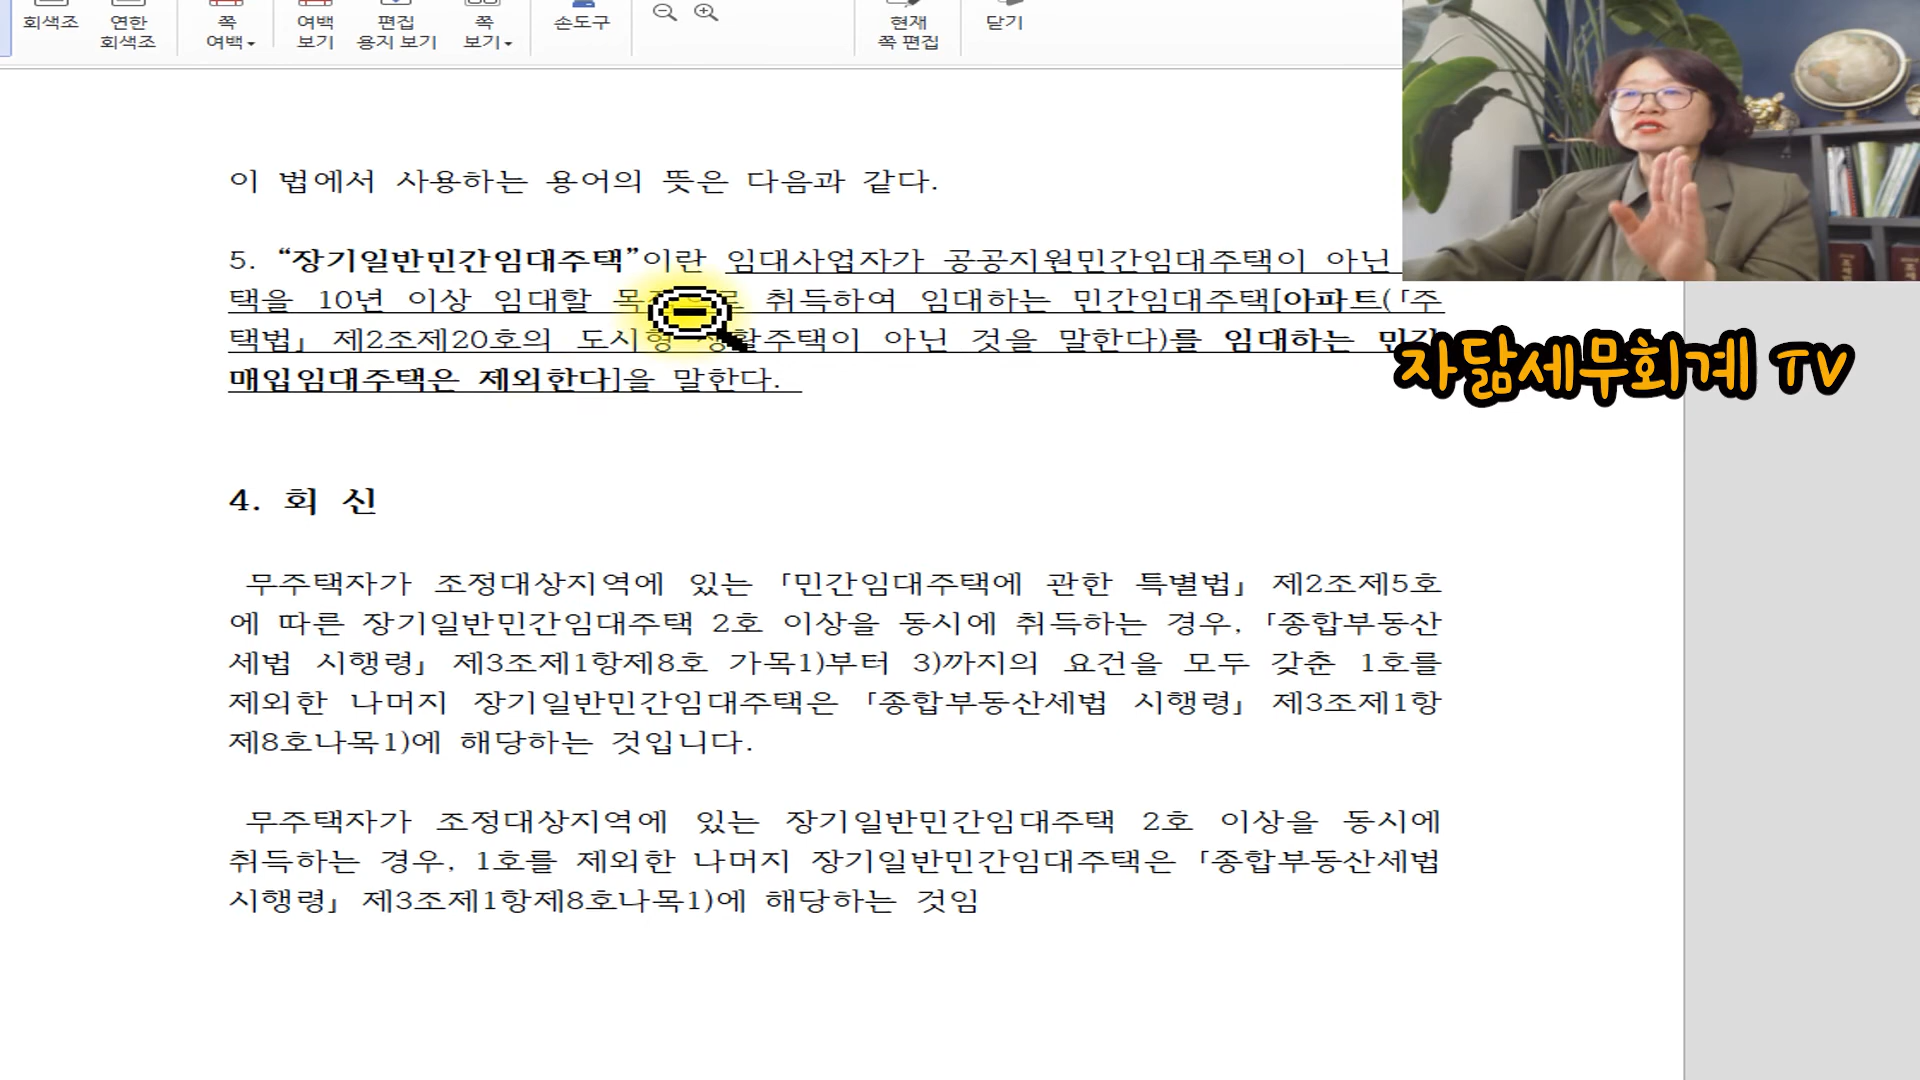 회색조
연한
회색조
쪽
여백
여백
보기
편집
용지 보기
쪽
보기
손도구
현재
쪽 편집
닫기
이 법에서 사용하는 용어의 뜻은 다음과 같다.
5. “장기일반민간임대주택”이란 임대사업자가 공공지원민간임대주택이 아닌
택을 10년 이상 임대할 취득하여 임대하는 민간임대주택[아파트(「주
택법」 제2조제20호의 도시형 생활주택이 아닌 것을 말한다)를 임대하는 민간
매입임대주택은 제외한다]을 말한다.
자닮세무회계 TV
4. 회 신
무주택자가 조정대상지역에 있는 「민간임대주택에 관한 특별법」 제2조제5호
에 따른 장기일반민간임대주택 2호 이상을 동시에 취득하는 경우, 「종합부동산
세법 시행령」 제3조제1항제8호 가목1)부터 3)까지의 요건을 모두 갖춘 1호를
제외한 나머지 장기일반민간임대주택은 「종합부동산세법 시행령」 제3조제1항
제8호나목1)에 해당하는 것입니다.
무주택자가 조정대상지역에 있는 장기일반민간임대주택 2호 이상을 동시에
취득하는 경우, 1호를 제외한 나머지 장기일반민간임대주택은 「종합부동산세법
시행령」 제3조제1항제8호나목1)에 해당하는 것임